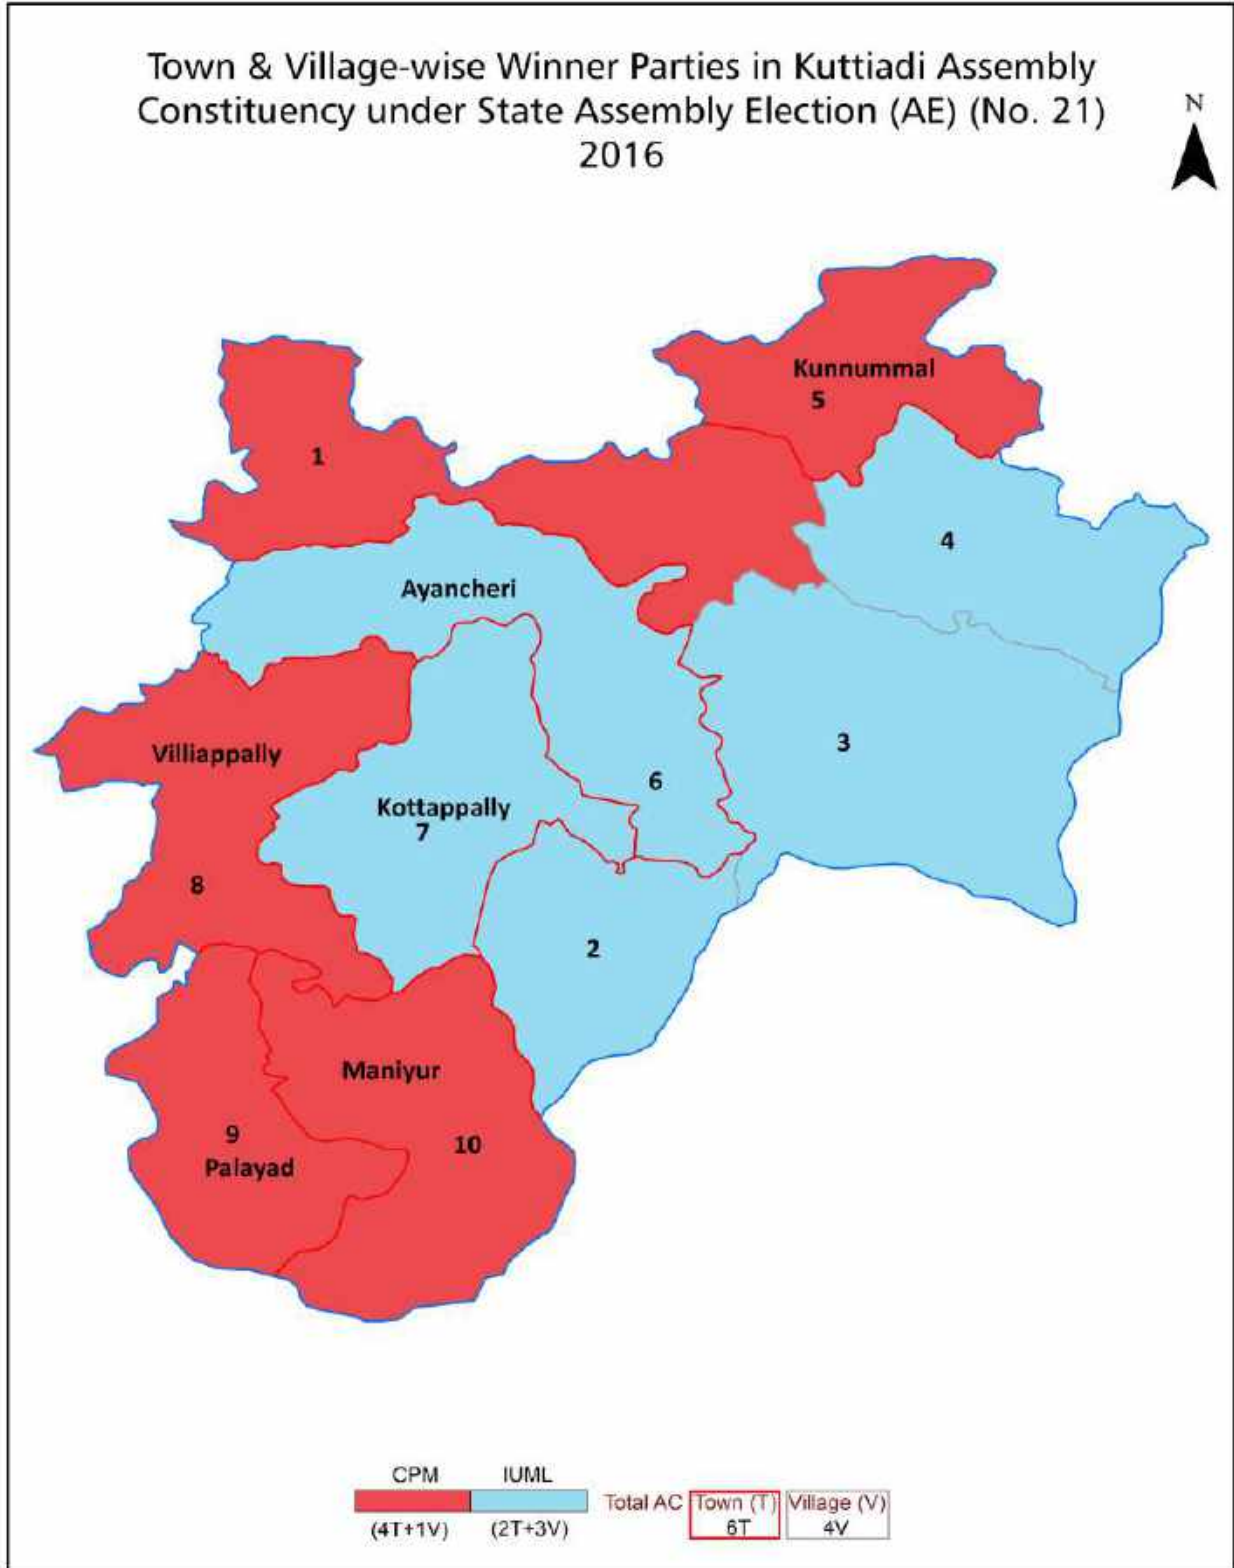 Town & Village-wise Winner Parties in Kuttiadi Assembly
Constituency under State Assembly Election (AE) (No. 21)
2016
N
Kunnummal
5
1
4
Ayancheri
3
Villiappally
6
Kottappally
7
8
2
Maniyur
9
10
Palayad
CPM IUML
Total AC Town (T) Village (V)
(4T+1V) (2T+3V) 6T 4V